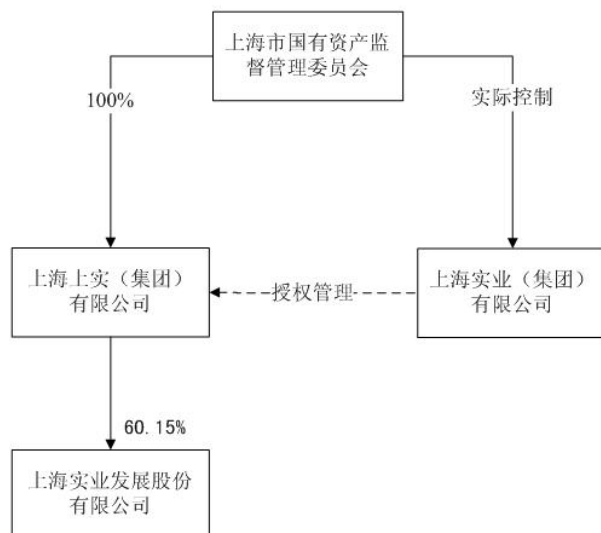 上海市国有资产监
督管理委员会
100%
实际控制
上海上实（集团）
有限公司
授权管理
上海实业（集团）
有限公司
60.15%
上海实业发展股份
有限公司